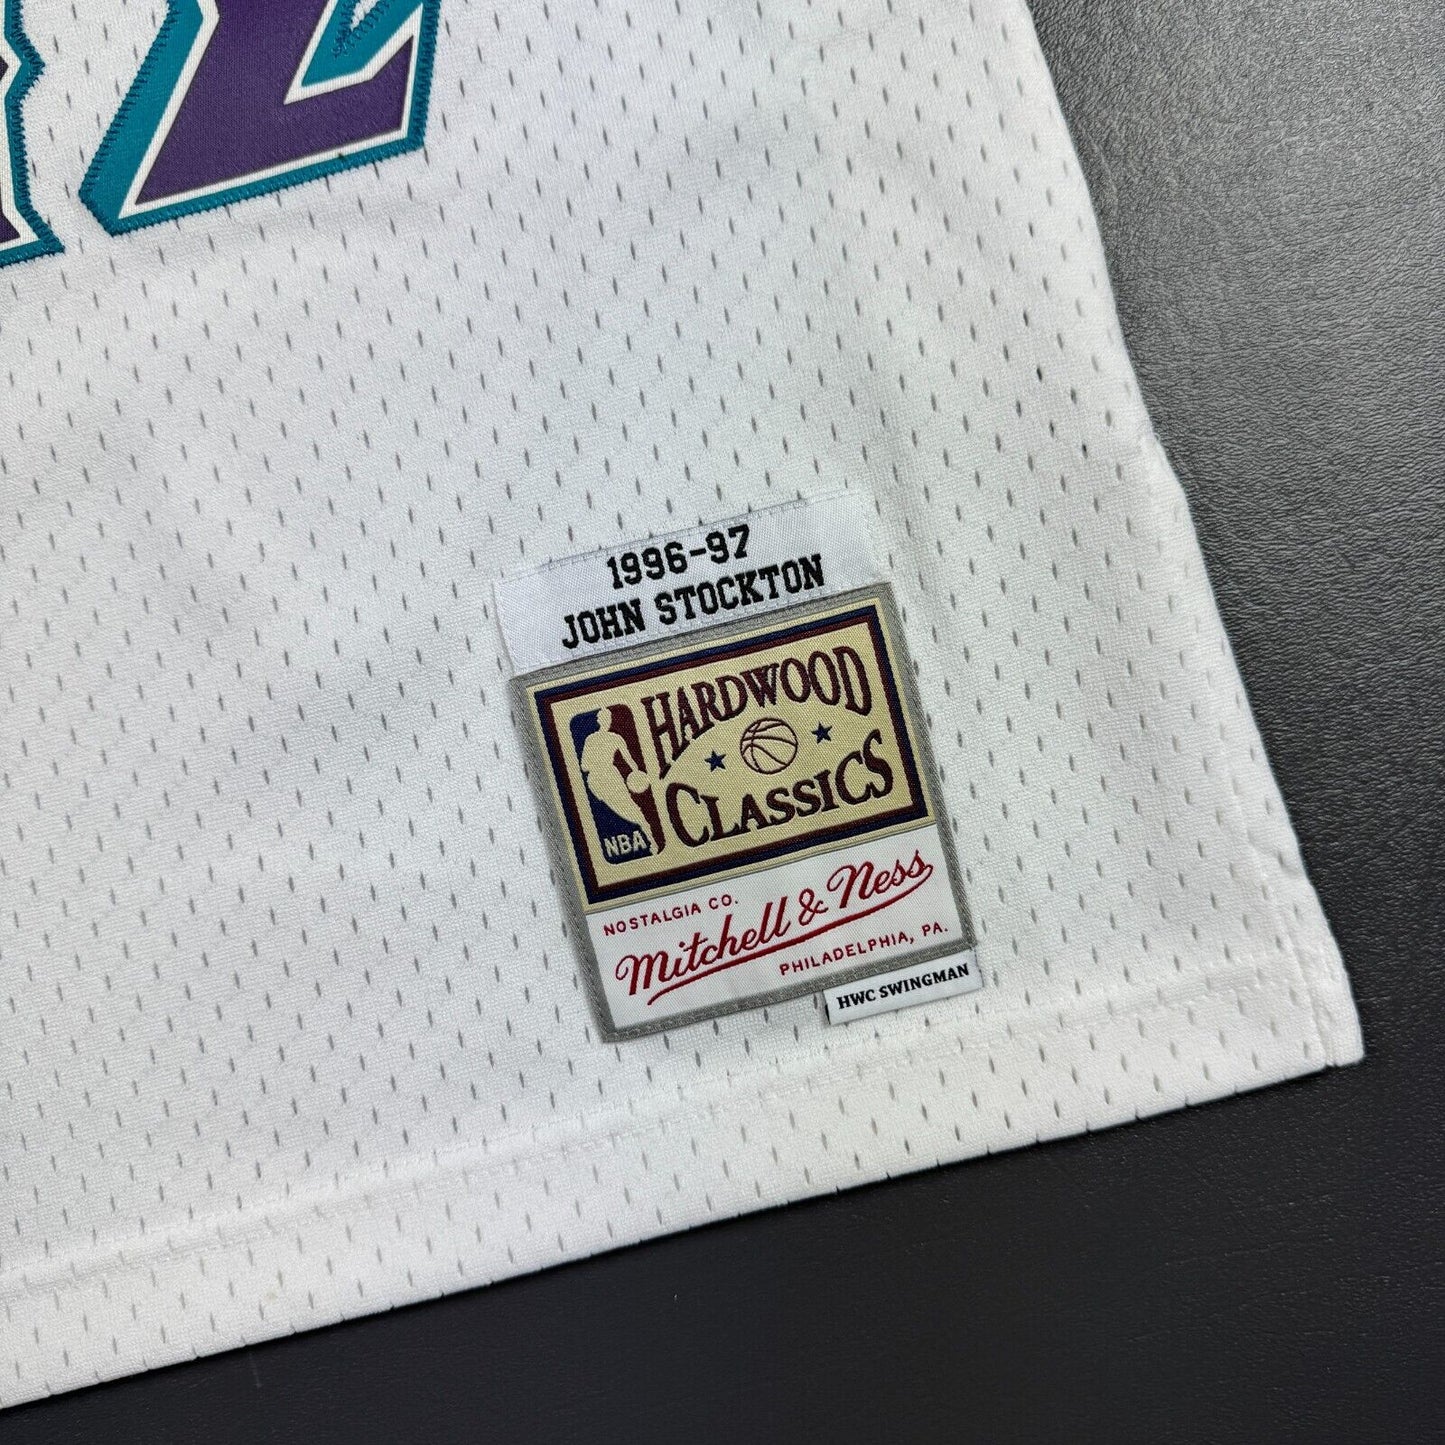 1996-97
JOHN STOCKTON
HARDWOOD
CLASSICS
NBA
NOSTALGIA CO.
Mitchell & Ness
PHILADELPHIA, PA.
HWC SWINGMAN